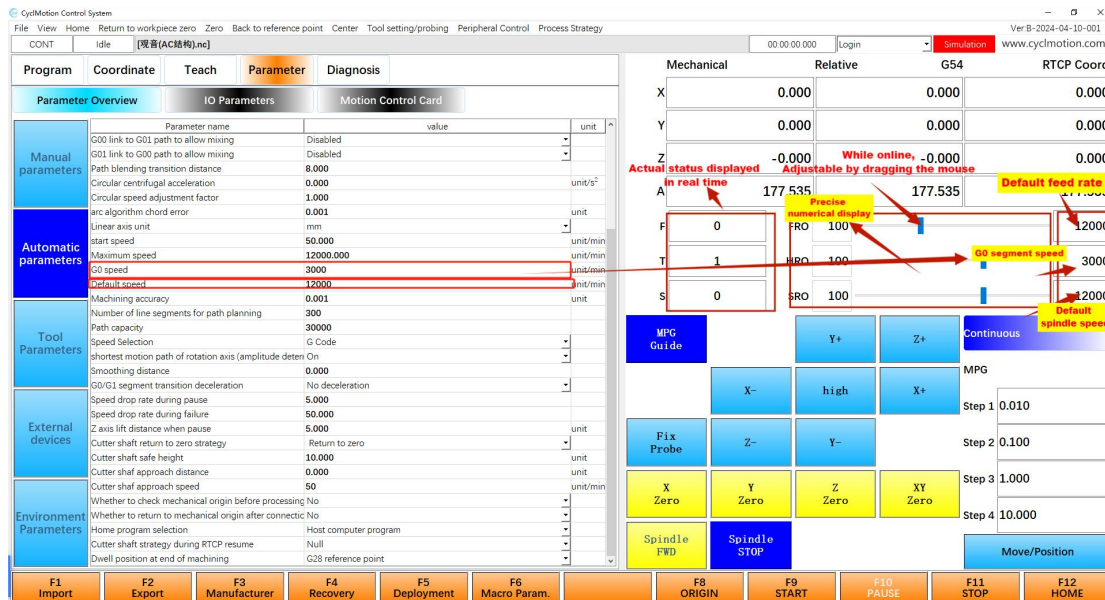 CyclMotion Control System
File View Home Return to workpiece zero Zero Back to reference point Center Tool setting/probing Peripheral Control Process Strategy Ver:B-2024-04-10-001
CONT Idle [观音(AC结构).nc] 00:00:00.000 Login Simulation www.cyclmotion.com
Program Coordinate Teach Parameter Diagnosis
Parameter Overview IO Parameters Motion Control Card
Manual parameters
Automatic parameters
Tool Parameters
External devices
Environment Parameters
Parameter name value unit
G00 link to G01 path to allow mixing Disabled
G01 link to G00 path to allow mixing Disabled
Path blending transition distance 8.000
Circular centrifugal acceleration 0.000 unit/s²
Circular speed adjustment factor 1.000
arc algorithm chord error 0.001 unit
Linear axis unit mm
start speed 50.000 unit/min
Maximum speed 12000.000 unit/min
G0 speed 3000 unit/min
Default speed 12000 unit/min
Machining accuracy 0.001 unit
Number of line segments for path planning 300
Path capacity 30000
Speed Selection G Code
shortest motion path of rotation axis (amplitude deteri On
Smoothing distance 0.000
G0/G1 segment transition deceleration No deceleration
Speed drop rate during pause 5.000
Speed drop rate during failure 50.000
Z axis lift distance when pause 5.000 unit
Cutter shaft return to zero strategy Return to zero
Cutter shaft safe height 10.000 unit
Cutter shaf approach distance 0.000 unit
Cutter shaf approach speed 50 unit/min
Whether to check mechanical origin before processing No
Whether to return to mechanical origin after connectic No
Home program selection Host computer program
Cutter shaft strategy during RTCP resume Null
Dwell position at end of machining G28 reference point
Mechanical Relative G54 RTCP Coord
X 0.000 0.000 0.000
Y 0.000 0.000 0.000
Z -0.000 -0.000 0.000
A 177.535 177.535
Actual status displayed in real time
While online, Adjustable by dragging the mouse
Precise numerical display
Default feed rate
G0 segment speed
Default spindle speed
F 0 FRO 100 12000
T 1 HRO 100 3000
S 0 SRO 100 12000
MPG Guide Y+ Z+ Continuous
X- high X+ MPG
Step 1 0.010
Fix Probe Z- Y- Step 2 0.100
X Zero Y Zero Z Zero XY Zero Step 3 1.000
Step 4 10.000
Spindle FWD Spindle STOP Move/Position
F1 Import F2 Export F3 Manufacturer F4 Recovery F5 Deployment F6 Macro Param. F8 ORIGIN F9 START F10 PAUSE F11 STOP F12 HOME